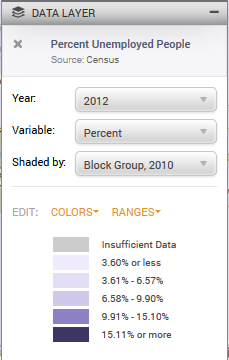 DATA LAYER
Percent Unemployed People
Source: Census
Year: 2012
Variable: Percent
Shaded by: Block Group, 2010
EDIT: COLORS RANGES
Insufficient Data
3.60% or less
3.61% - 6.57%
6.58% - 9.90%
9.91% - 15.10%
15.11% or more